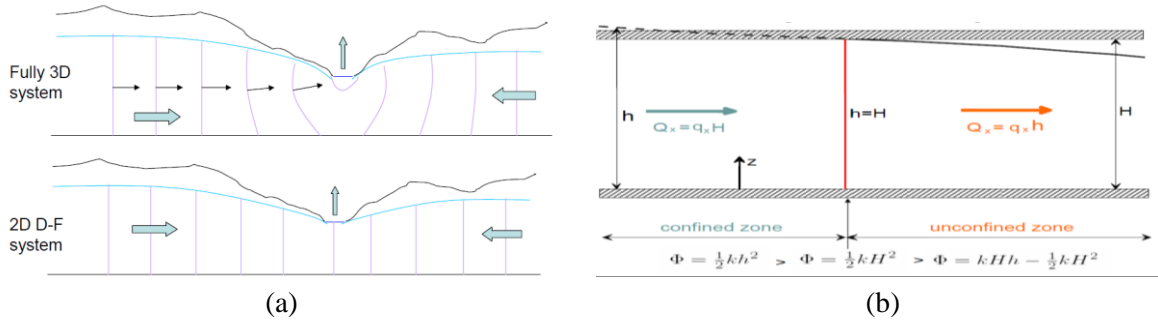 Fully 3D
system
2D D-F
system
(a)
h
Qₓ=qₓH
z
h=H
Qₓ=qₓh
H
confined zone
unconfined zone
Φ = ½kh² > Φ = ½kH² > Φ = kHh − ½kH²
(b)